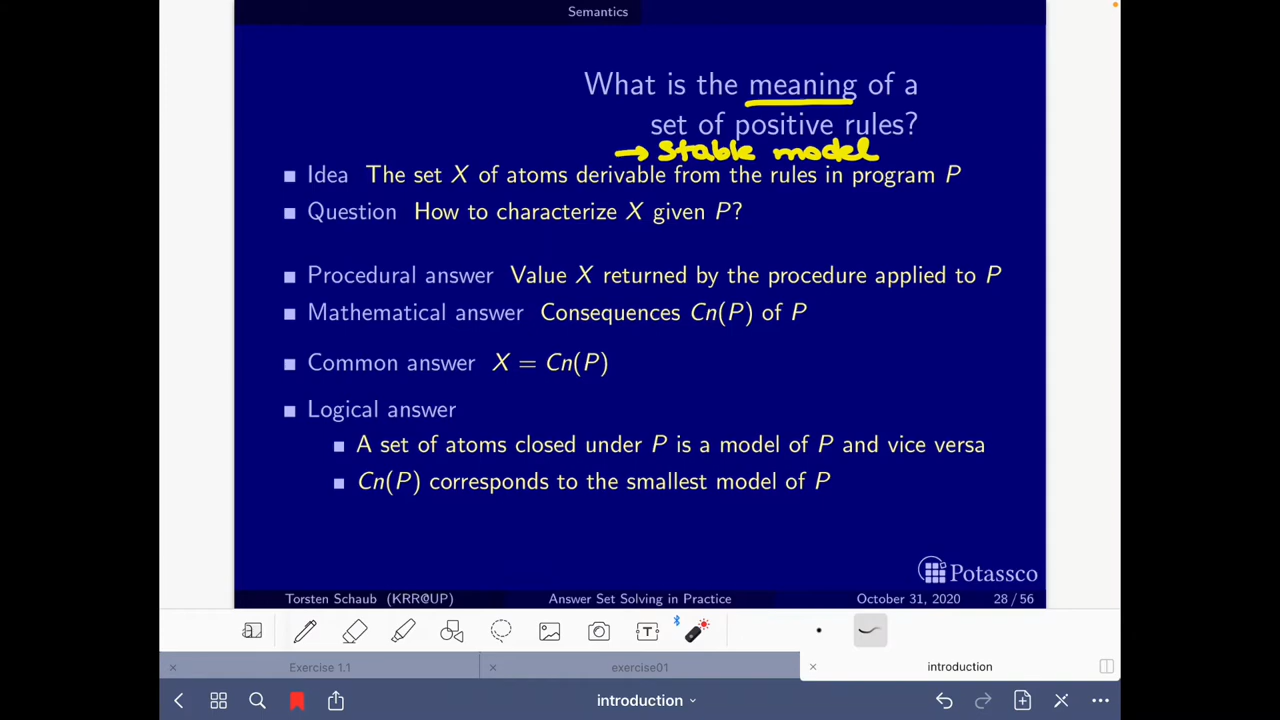 Semantics
What is the meaning of a
set of positive rules?
→ Stable model
■ Idea The set X of atoms derivable from the rules in program P
■ Question How to characterize X given P?
■ Procedural answer Value X returned by the procedure applied to P
■ Mathematical answer Consequences Cn(P) of P
■ Common answer X = Cn(P)
■ Logical answer
■ A set of atoms closed under P is a model of P and vice versa
■ Cn(P) corresponds to the smallest model of P
Potassco
Torsten Schaub (KRR@UP) Answer Set Solving in Practice October 31, 2020 28 / 56
T
Exercise 1.1 exercise01 introduction
introduction